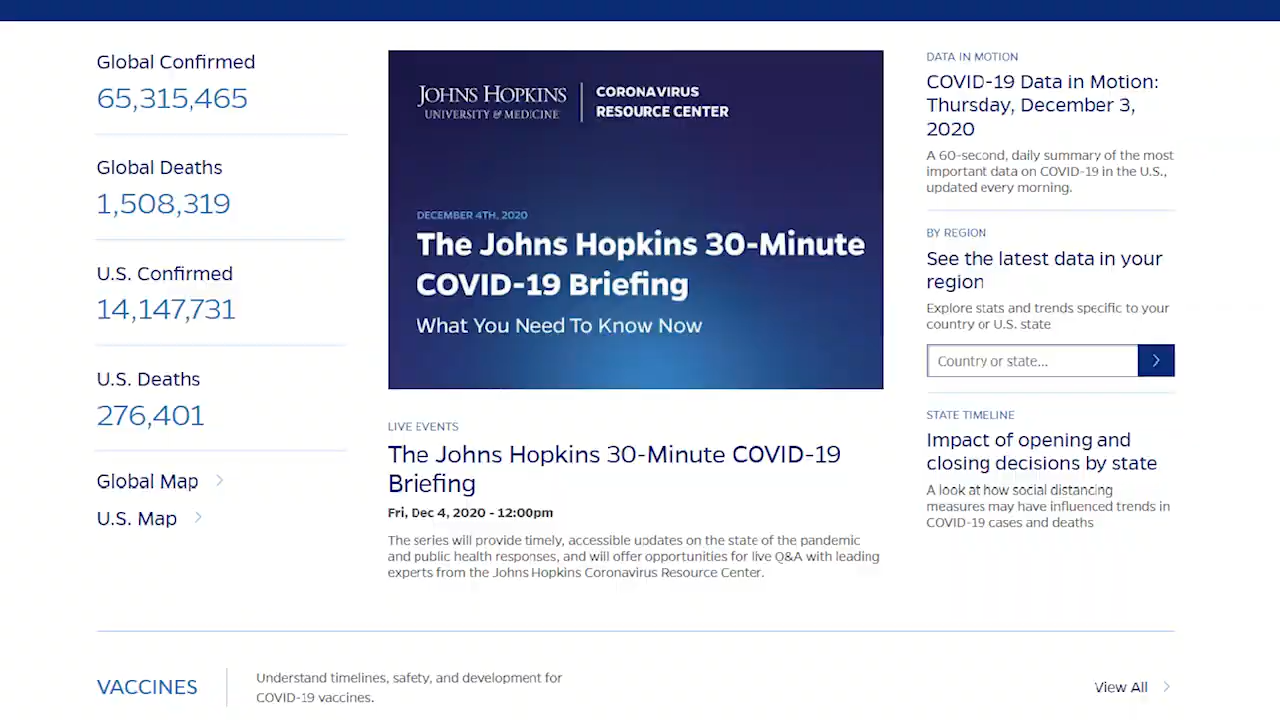 Global Confirmed
65,315,465
Global Deaths
1,508,319
U.S. Confirmed
14,147,731
U.S. Deaths
276,401
Global Map
U.S. Map
JOHNS HOPKINS
UNIVERSITY & MEDICINE
CORONAVIRUS
RESOURCE CENTER
DECEMBER 4TH, 2020
The Johns Hopkins 30-Minute
COVID-19 Briefing
What You Need To Know Now
LIVE EVENTS
The Johns Hopkins 30-Minute COVID-19
Briefing
Fri, Dec 4, 2020 - 12:00pm
The series will provide timely, accessible updates on the state of the pandemic
and public health responses, and will offer opportunities for live Q&A with leading
experts from the Johns Hopkins Coronavirus Resource Center.
DATA IN MOTION
COVID-19 Data in Motion:
Thursday, December 3,
2020
A 60-second, daily summary of the most
important data on COVID-19 in the U.S.,
updated every morning.
BY REGION
See the latest data in your
region
Explore stats and trends specific to your
country or U.S. state
Country or state...
STATE TIMELINE
Impact of opening and
closing decisions by state
A look at how social distancing
measures may have influenced trends in
COVID-19 cases and deaths
VACCINES
Understand timelines, safety, and development for
COVID-19 vaccines.
View All